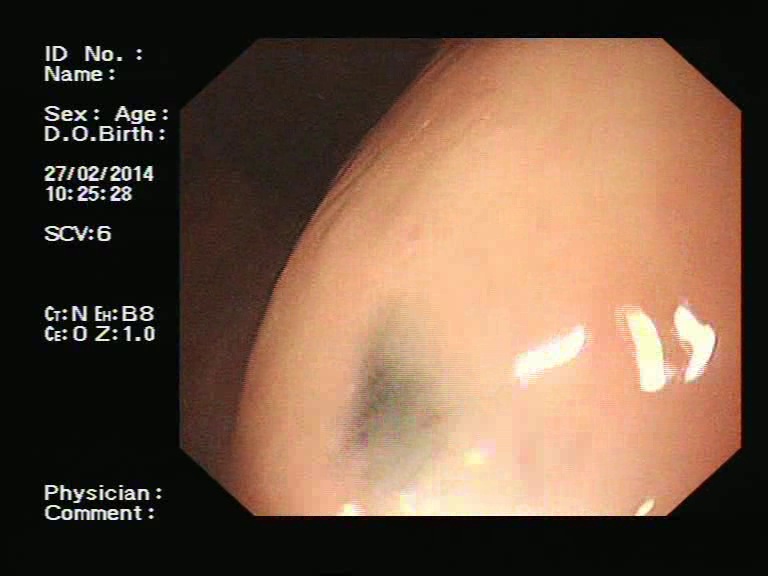 ID No. :
Name:
Sex: Age:
D.O.Birth:
27/02/2014
10:25:28
SCV:6
CT:N EH:B8
CE:0 Z:1.0
Physician:
Comment: